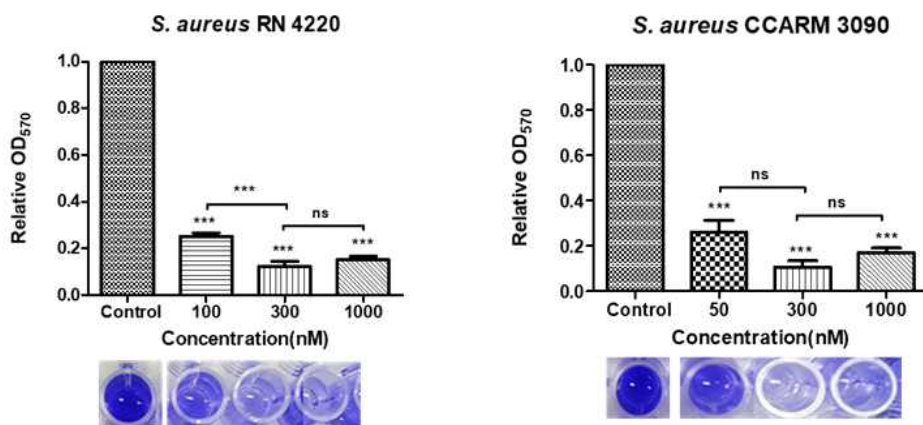 S. aureus RN 4220
Relative OD570
1.0
0.8
0.6
0.4
0.2
0.0
***
***
ns
***
***
Control 100 300 1000
Concentration(nM)
S. aureus CCARM 3090
Relative OD570
1.0
0.8
0.6
0.4
0.2
0.0
ns
***
ns
***
***
Control 50 300 1000
Concentration(nM)